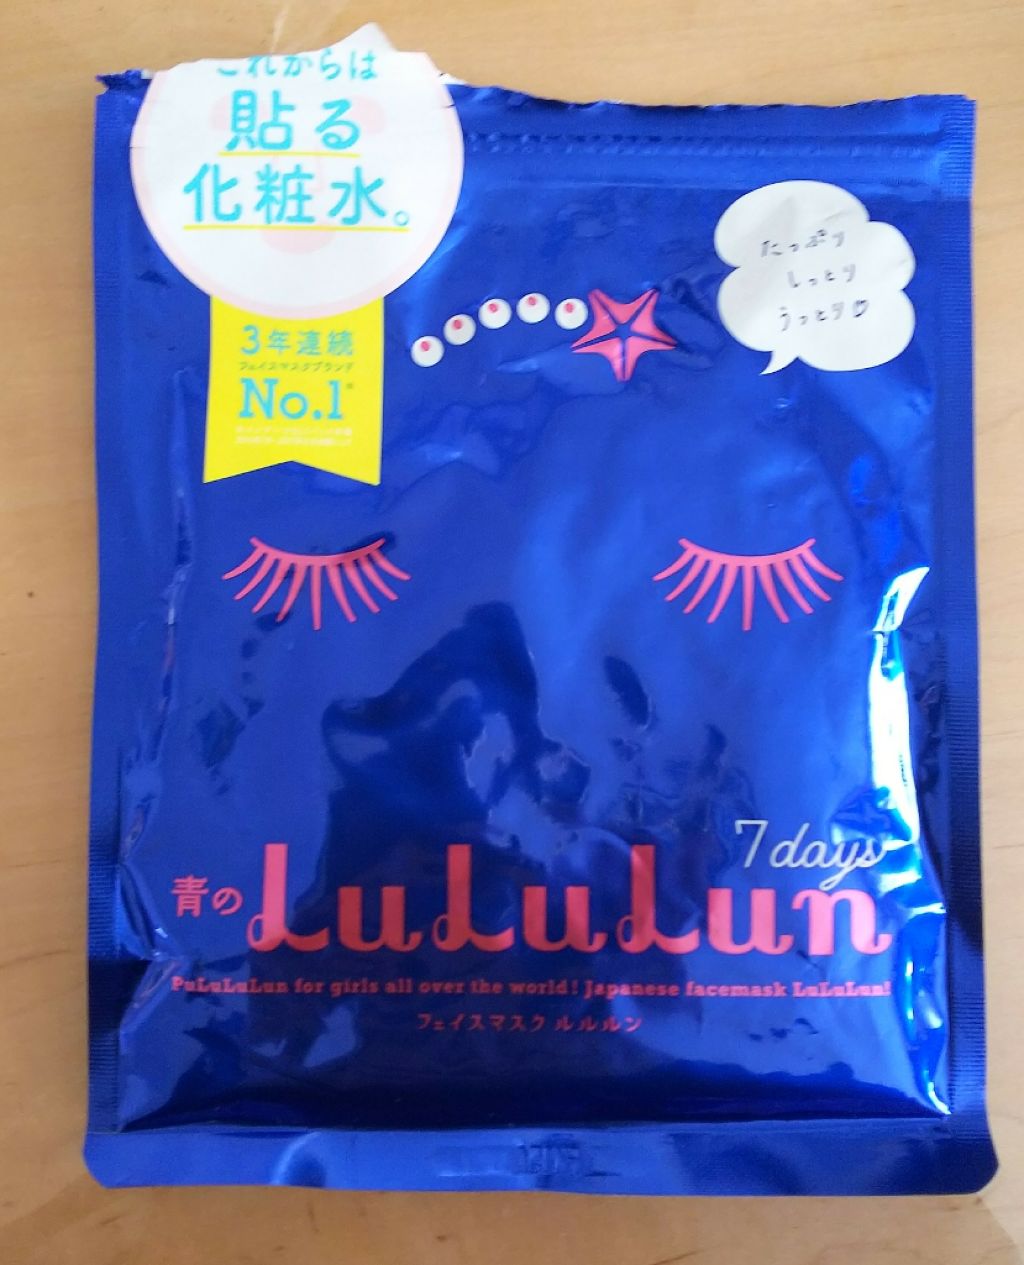 これからは
貼る
化粧水。
3年連続
フェイスマスクブランド
No.1
たっぷり
しっとり
うっとり♡
7days
青の LuLuLun
PuLuLuLun for girls all over the world! Japanese facemask LuLuLun!
フェイスマスク ルルルン